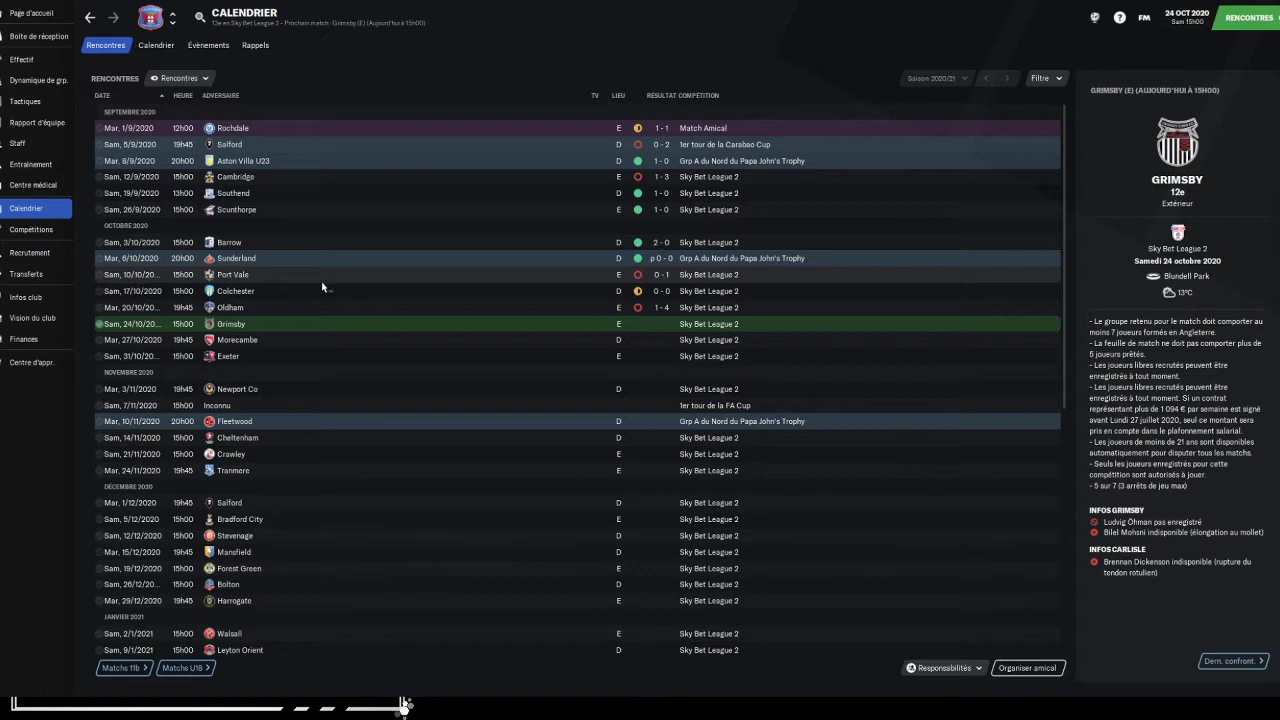 Page d'accueil
Boîte de réception
Effectif
Dynamique de grp.
Tactiques
Rapport d'équipe
Staff
Entraînement
Centre médical
Calendrier
Compétitions
Recrutement
Transferts
Infos club
Vision du club
Finances
Centre d'appr.
CALENDRIER
13e en Sky Bet League 2 - Prochain match : Grimsby (E) (Aujourd'hui à 15h00)
FM
24 OCT 2020
Sam 15h00
RENCONTRES
Rencontres Calendrier Évènements Rappels
RENCONTRES Rencontres Saison 2020/21 Filtre
DATE HEURE ADVERSAIRE TV LIEU RÉSULTAT COMPÉTITION
SEPTEMBRE 2020
Mar, 1/9/2020 12h00 Rochdale E 1 - 1 Match Amical
Sam, 5/9/2020 19h45 Salford D 0 - 2 1er tour de la Carabao Cup
Mar, 8/9/2020 20h00 Aston Villa U23 D 1 - 0 Grp A du Nord du Papa John's Trophy
Sam, 12/9/2020 15h00 Cambridge E 1 - 3 Sky Bet League 2
Sam, 19/9/2020 13h00 Southend D 1 - 0 Sky Bet League 2
Sam, 26/9/2020 15h00 Scunthorpe E 1 - 0 Sky Bet League 2
OCTOBRE 2020
Sam, 3/10/2020 15h00 Barrow D 2 - 0 Sky Bet League 2
Mar, 6/10/2020 20h00 Sunderland D p 0 - 0 Grp A du Nord du Papa John's Trophy
Sam, 10/10/20... 15h00 Port Vale E 0 - 1 Sky Bet League 2
Sam, 17/10/2020 15h00 Colchester D 0 - 0 Sky Bet League 2
Mar, 20/10/20... 19h45 Oldham E 1 - 4 Sky Bet League 2
Sam, 24/10/20... 15h00 Grimsby E Sky Bet League 2
Mar, 27/10/2020 19h45 Morecambe D Sky Bet League 2
Sam, 31/10/2020 15h00 Exeter E Sky Bet League 2
NOVEMBRE 2020
Mar, 3/11/2020 19h45 Newport Co D Sky Bet League 2
Sam, 7/11/2020 15h00 Inconnu 1er tour de la FA Cup
Mar, 10/11/2020 20h00 Fleetwood D Grp A du Nord du Papa John's Trophy
Sam, 14/11/2020 15h00 Cheltenham D Sky Bet League 2
Sam, 21/11/2020 15h00 Crawley E Sky Bet League 2
Mar, 24/11/2020 19h45 Tranmere E Sky Bet League 2
DÉCEMBRE 2020
Mar, 1/12/2020 19h45 Salford D Sky Bet League 2
Sam, 5/12/2020 15h00 Bradford City E Sky Bet League 2
Sam, 12/12/2020 15h00 Stevenage D Sky Bet League 2
Mar, 15/12/2020 19h45 Mansfield D Sky Bet League 2
Sam, 19/12/2020 15h00 Forest Green E Sky Bet League 2
Sam, 26/12/20... 15h00 Bolton D Sky Bet League 2
Mar, 29/12/2020 19h45 Harrogate E Sky Bet League 2
JANVIER 2021
Sam, 2/1/2021 15h00 Walsall E Sky Bet League 2
Sam, 9/1/2021 15h00 Leyton Orient D Sky Bet League 2
Matchs 11b Matchs U18 Responsabilités Organiser amical
GRIMSBY (E) (AUJOURD'HUI À 15H00)
GRIMSBY
12e
Extérieur
Sky Bet League 2
Samedi 24 octobre 2020
Blundell Park
13°C
- Le groupe retenu pour le match doit comporter au
moins 7 joueurs formés en Angleterre.
- La feuille de match ne doit pas comporter plus de
5 joueurs prêtés.
- Les joueurs libres recrutés peuvent être
enregistrés à tout moment.
- Les joueurs libres recrutés peuvent être
enregistrés à tout moment. Si un contrat
représentant plus de 1 094 € par semaine est signé
avant Lundi 27 juillet 2020, seul ce montant sera
pris en compte dans le plafonnement salarial.
- Les joueurs de moins de 21 ans sont disponibles
automatiquement pour disputer tous les matchs.
- Seuls les joueurs enregistrés pour cette
compétition sont autorisés à jouer.
- 5 sur 7 (3 arrêts de jeu max)
INFOS GRIMSBY
Ludvig Öhman pas enregistré
Bilel Mohsni indisponible (élongation au mollet)
INFOS CARLISLE
Brennan Dickenson indisponible (rupture du
tendon rotulien)
Dern. confront.